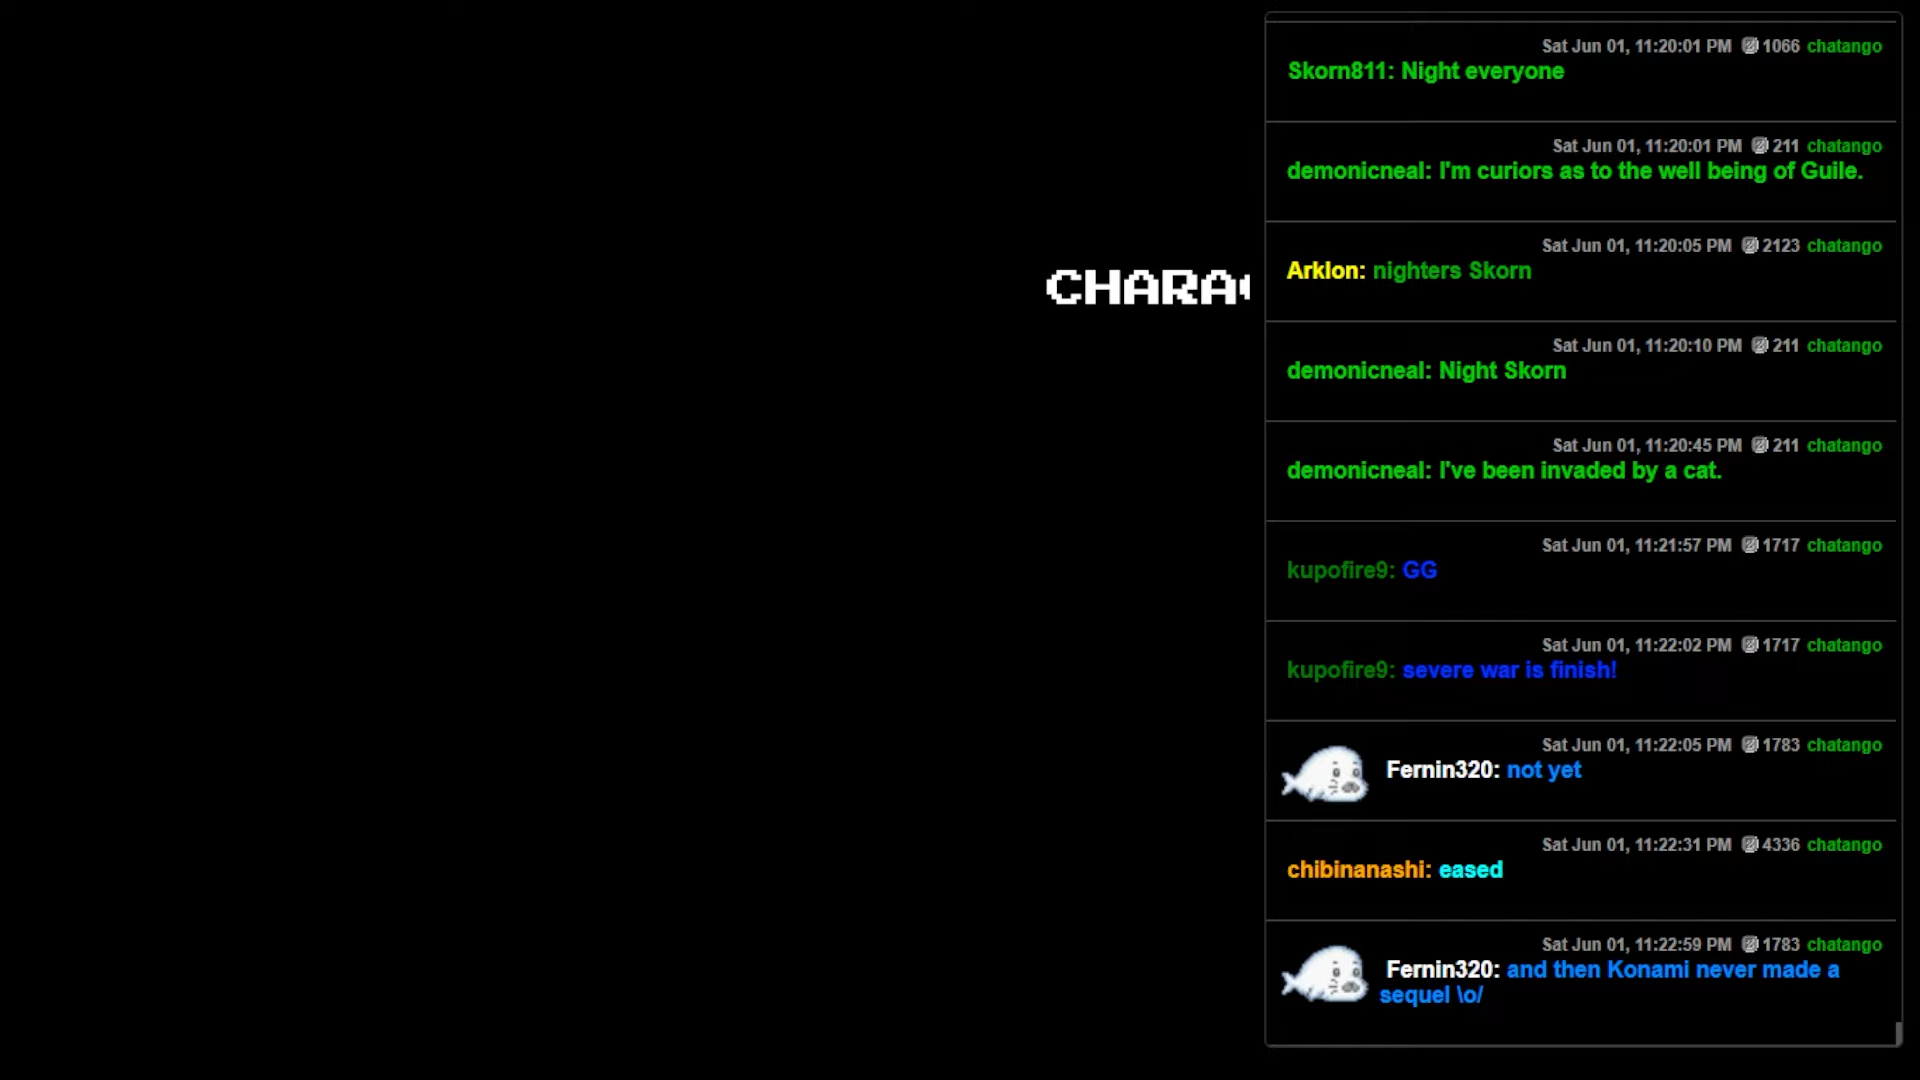 CHARAC
Sat Jun 01, 11:20:01 PM 1066 chatango
Skorn811: Night everyone
Sat Jun 01, 11:20:01 PM 211 chatango
demonicneal: I'm curiors as to the well being of Guile.
Sat Jun 01, 11:20:05 PM 2123 chatango
Arklon: nighters Skorn
Sat Jun 01, 11:20:10 PM 211 chatango
demonicneal: Night Skorn
Sat Jun 01, 11:20:45 PM 211 chatango
demonicneal: I've been invaded by a cat.
Sat Jun 01, 11:21:57 PM 1717 chatango
kupofire9: GG
Sat Jun 01, 11:22:02 PM 1717 chatango
kupofire9: severe war is finish!
Sat Jun 01, 11:22:05 PM 1783 chatango
Fernin320: not yet
Sat Jun 01, 11:22:31 PM 4336 chatango
chibinanashi: eased
Sat Jun 01, 11:22:59 PM 1783 chatango
Fernin320: and then Konami never made a
sequel \o/